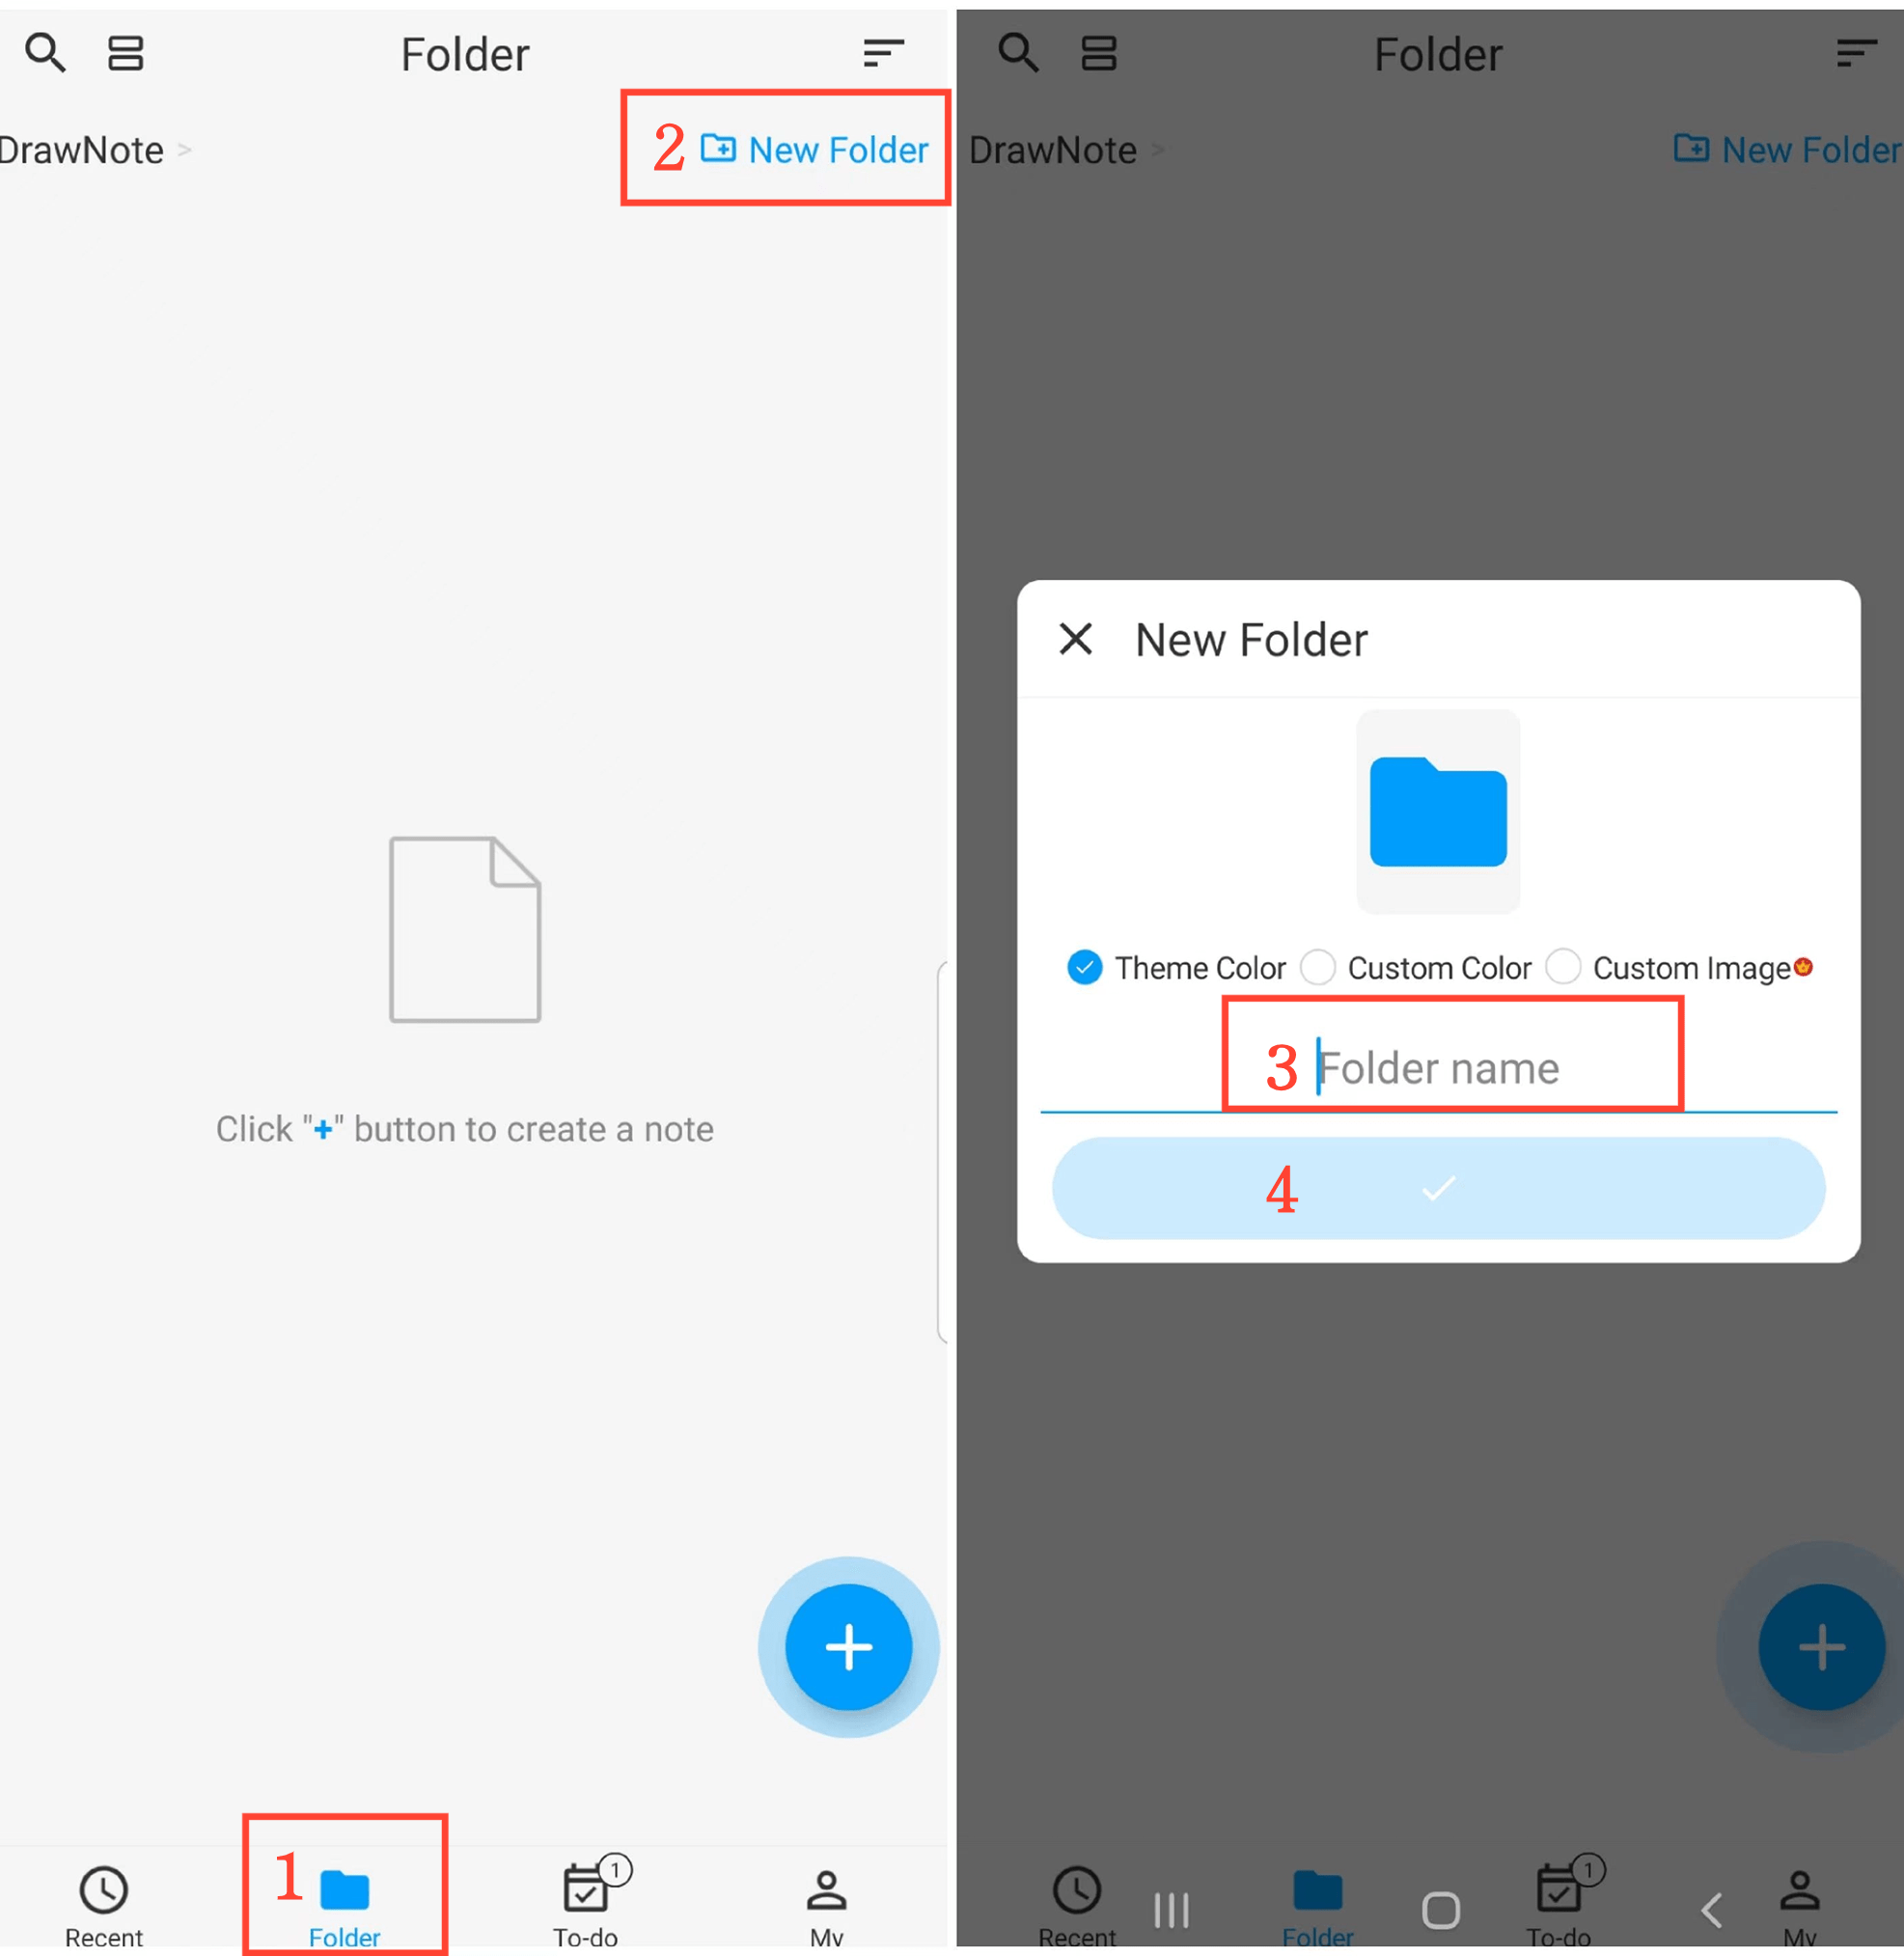 Folder
DrawNote >
2 New Folder
Click "+" button to create a note
1
1
Recent
Folder
To-do
My
Folder
DrawNote >
New Folder
New Folder
Theme Color
Custom Color
Custom Image
3 Folder name
4
1
Recent
Folder
To-do
My